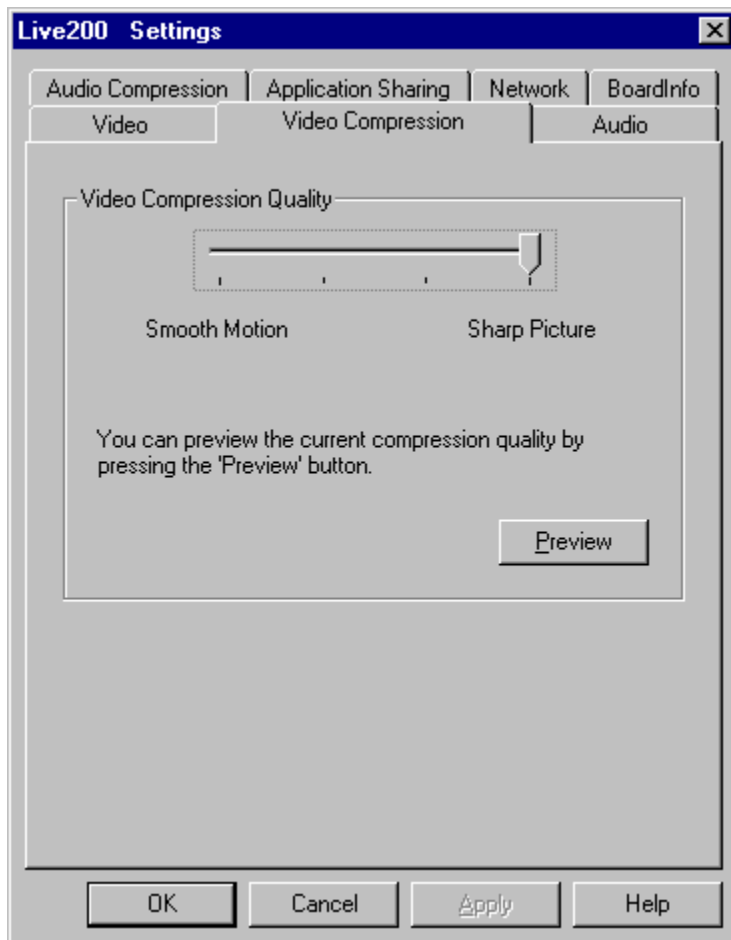 Live200 Settings
Audio Compression Application Sharing Network BoardInfo
Video Video Compression Audio
Video Compression Quality
Smooth Motion Sharp Picture
You can preview the current compression quality by
pressing the 'Preview' button.
Preview
OK Cancel Apply Help